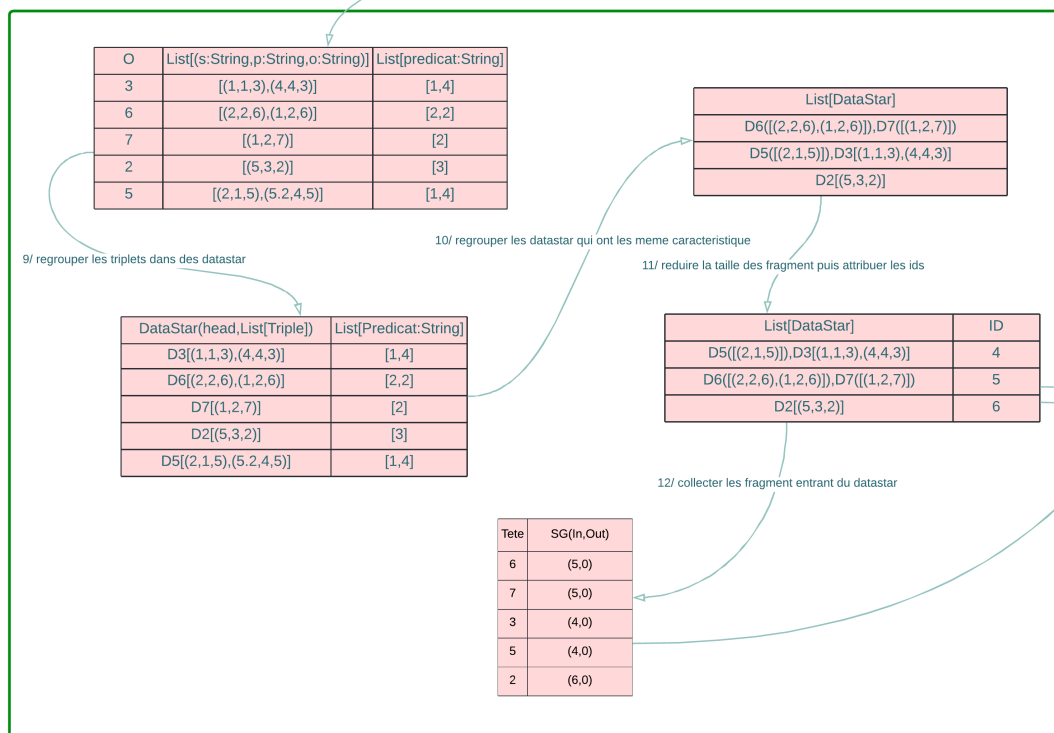 O List[(s:String,p:String,o:String)] List[predicat:String]
3 [(1,1,3),(4,4,3)] [1,4]
6 [(2,2,6),(1,2,6)] [2,2]
7 [(1,2,7)] [2]
2 [(5,3,2)] [3]
5 [(2,1,5),(5.2,4,5)] [1,4]
9/ regrouper les triplets dans des datastar
DataStar(head,List[Triple]) List[Predicat:String]
D3[(1,1,3),(4,4,3)] [1,4]
D6[(2,2,6),(1,2,6)] [2,2]
D7[(1,2,7)] [2]
D2[(5,3,2)] [3]
D5[(2,1,5),(5.2,4,5)] [1,4]
10/ regrouper les datastar qui ont les meme caracteristique
List[DataStar]
D6([(2,2,6),(1,2,6)]),D7([(1,2,7)])
D5([(2,1,5)]),D3[(1,1,3),(4,4,3)]
D2[(5,3,2)]
11/ reduire la taille des fragment puis attribuer les ids
List[DataStar] ID
D5([(2,1,5)]),D3[(1,1,3),(4,4,3)] 4
D6([(2,2,6),(1,2,6)]),D7([(1,2,7)]) 5
D2[(5,3,2)] 6
12/ collecter les fragment entrant du datastar
Tete SG(In,Out)
6 (5,0)
7 (5,0)
3 (4,0)
5 (4,0)
2 (6,0)